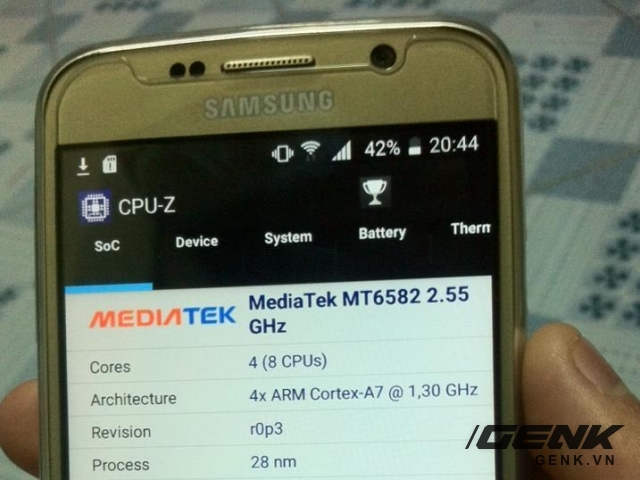 SAMSUNG
42% 20:44
CPU-Z
SoC Device System Battery Therm
MEDIATEK MediaTek MT6582 2.55
GHz
Cores 4 (8 CPUs)
Architecture 4x ARM Cortex-A7 @ 1,30 GHz
Revision r0p3
Process 28 nm
GENK
GENK.VN